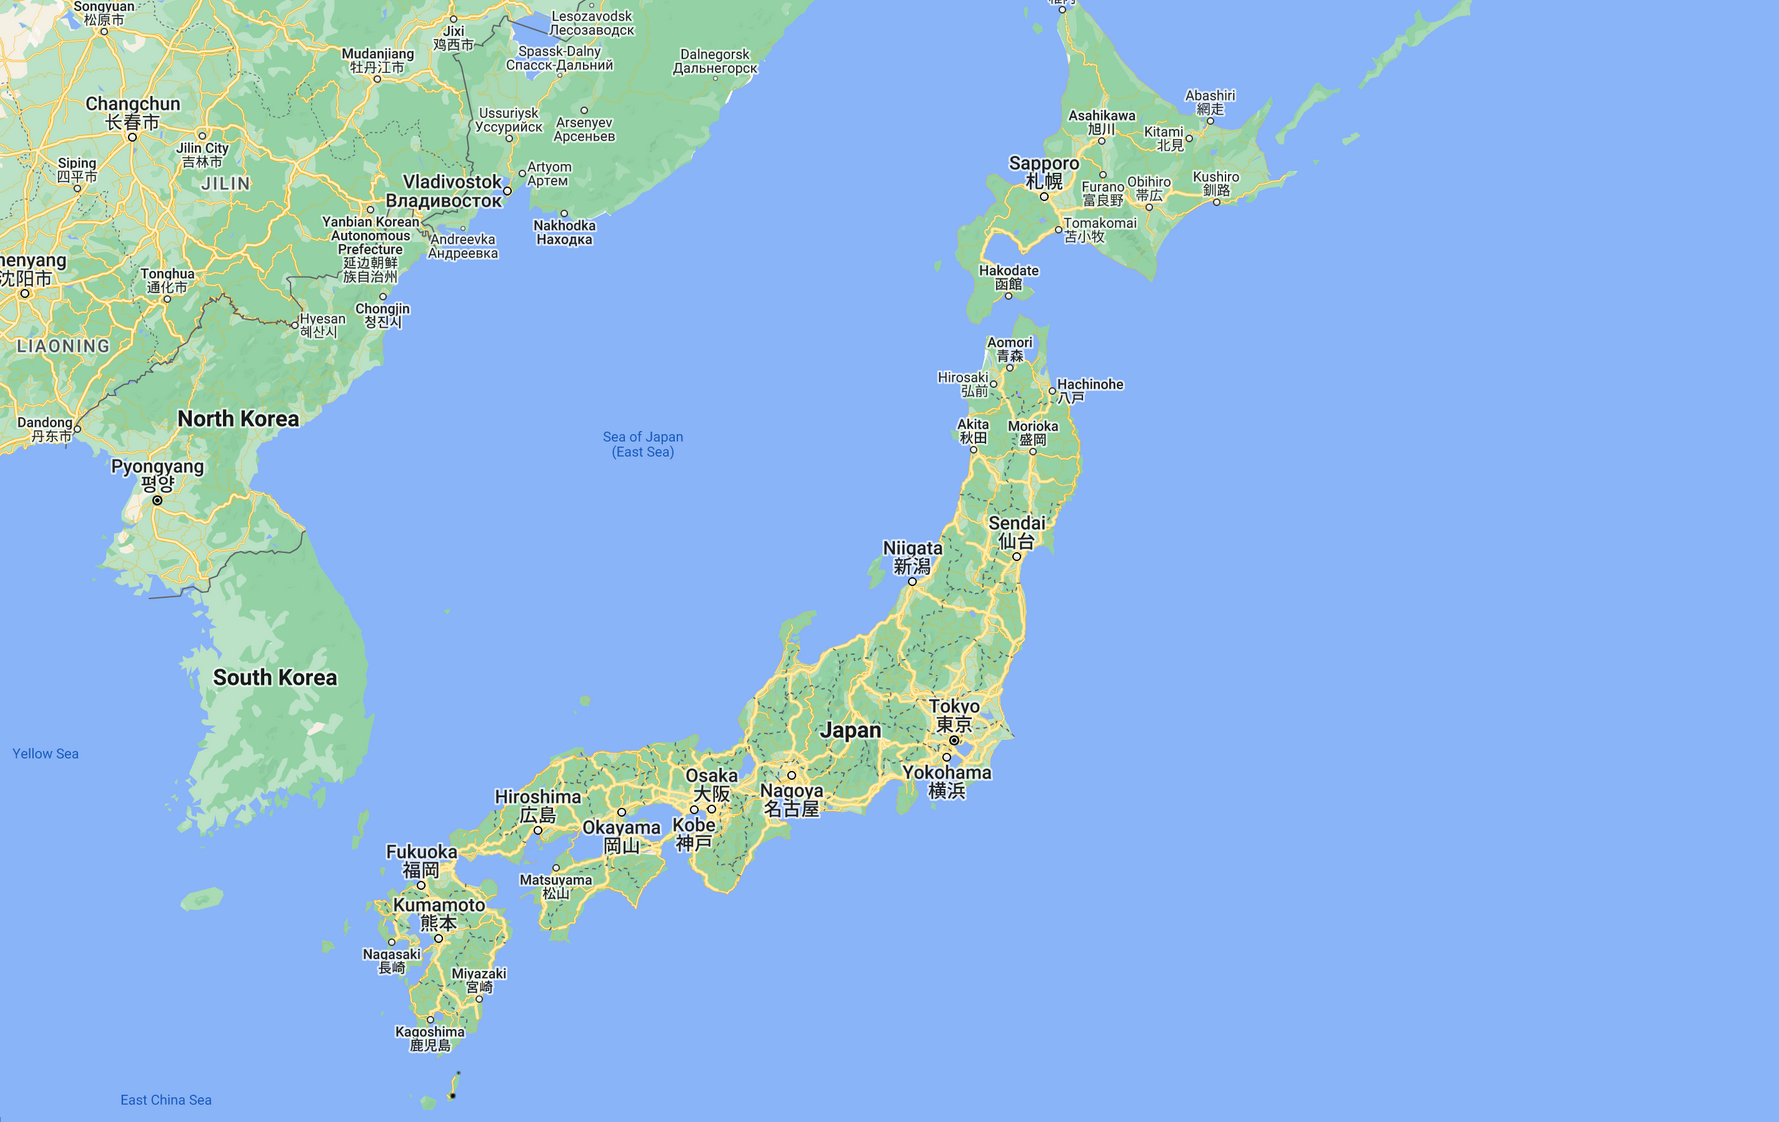 Songyuan
松原市
Jixi
鸡西市
Lesozavodsk
Лесозаводск
Mudanjiang
牡丹江市
Spassk-Dalny
Спасск-Дальний
Dalnegorsk
Дальнегорск
Changchun
长春市
Jilin City
吉林市
Ussuriysk
Уссурийск
Arsenyev
Арсеньев
Siping
四平市
JILIN
Artyom
Артем
Vladivostok
Владивосток
Yanbian Korean
Autonomous
Prefecture
延边朝鲜
族自治州
Andreevka
Андреевка
Nakhodka
Находка
henyang
沈阳市
Tonghua
通化市
Chongjin
청진시
Hyesan
혜산시
LIAONING
North Korea
Dandong
丹东市
Pyongyang
평양
South Korea
Yellow Sea
East China Sea
Sea of Japan
(East Sea)
Abashiri
網走
Asahikawa
旭川
Kitami
北見
Sapporo
札幌
Furano
富良野
Obihiro
帯広
Kushiro
釧路
Tomakomai
苫小牧
Hakodate
函館
Aomori
青森
Hirosaki
弘前
Hachinohe
八戸
Akita
秋田
Morioka
盛岡
Sendai
仙台
Niigata
新潟
Tokyo
東京
Japan
Yokohama
横浜
Nagoya
名古屋
Osaka
大阪
Kobe
神戸
Okayama
岡山
Hiroshima
広島
Matsuyama
松山
Fukuoka
福岡
Kumamoto
熊本
Nagasaki
長崎
Miyazaki
宮崎
Kagoshima
鹿児島